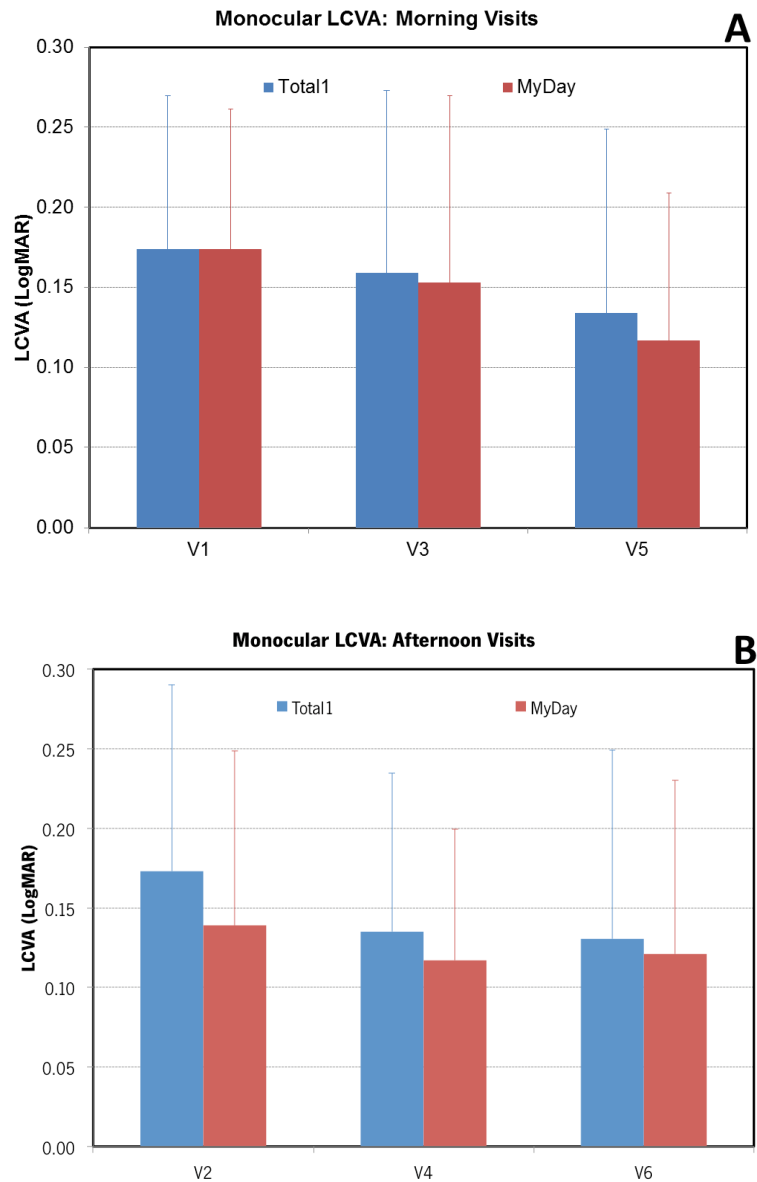 Monocular LCVA: Morning Visits
A
0.30
Total1 MyDay
0.25
0.20
0.15
0.10
0.05
0.00
LCVA (LogMAR)
V1 V3 V5
Monocular LCVA: Afternoon Visits
B
0.30
Total1 MyDay
0.25
0.20
0.15
0.10
0.05
0.00
LCVA (LogMAR)
V2 V4 V6